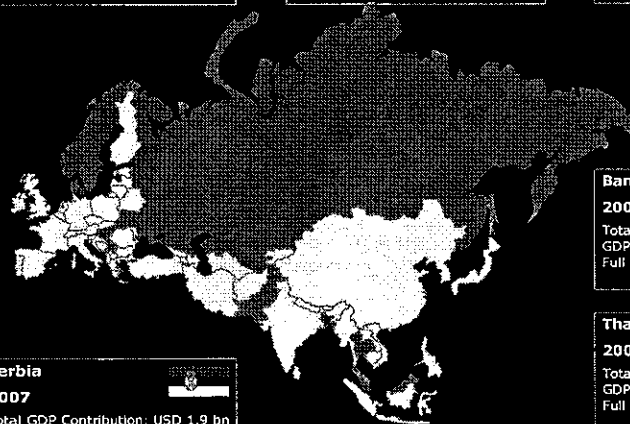 erbia
007
otal GDP Contribution: USD 1.9 bn
Ban
200
Tota
GDP
Full
Tha
200
Tota
GDP
Full